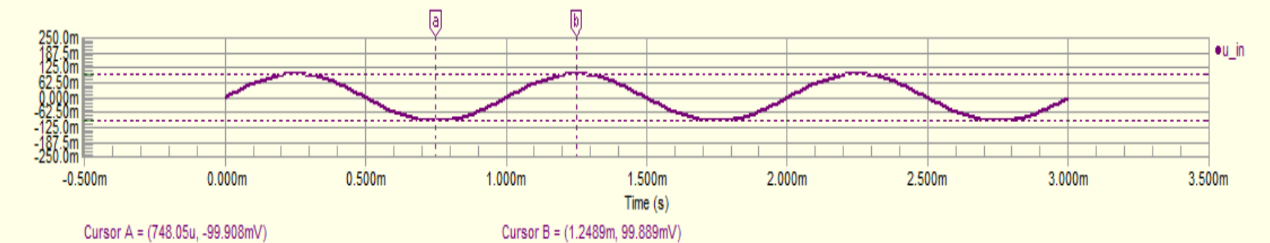 a
b
250.0m
187.5m
125.0m
62.50m
0.000m
-62.50m
-125.0m
-187.5m
-250.0m
u_in
-0.500m 0.000m 0.500m 1.000m 1.500m 2.000m 2.500m 3.000m 3.500m
Time (s)
Cursor A = (748.05u, -99.908mV) Cursor B = (1.2489m, 99.889mV)